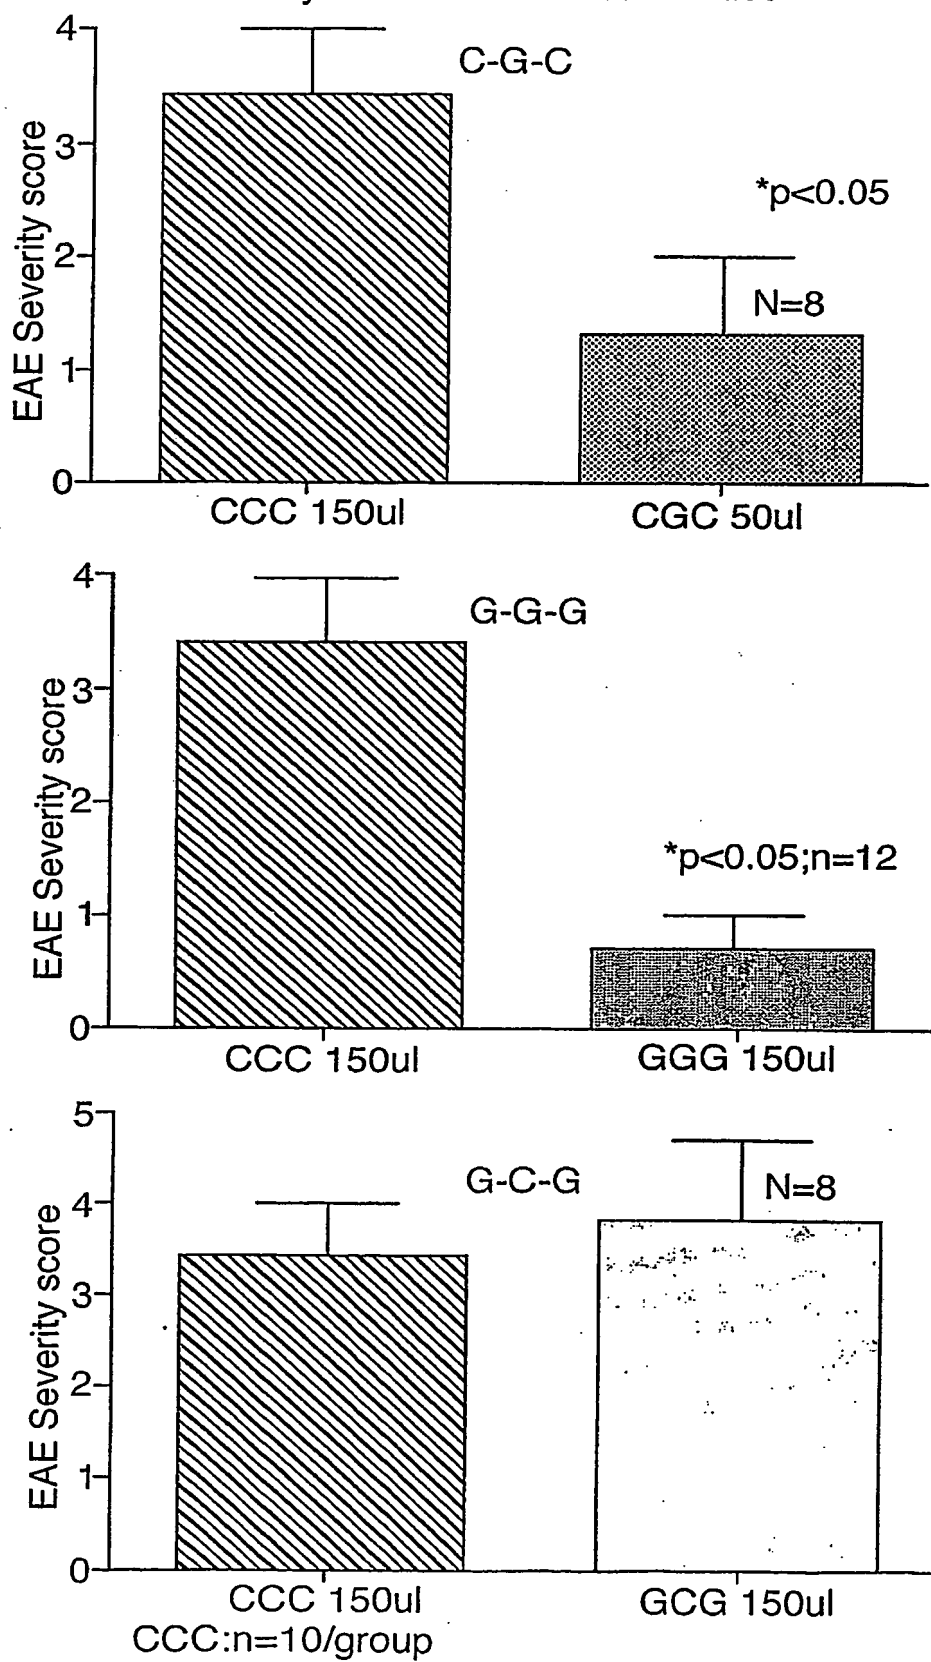 4
C-G-C
3
*p<0.05
2
N=8
1
0
EAE Severity score
CCC 150ul
CGC 50ul
4
G-G-G
3
2
*p<0.05;n=12
1
0
EAE Severity score
CCC 150ul
GGG 150ul
5
G-C-G
N=8
4
3
2
1
0
EAE Severity score
CCC 150ul
GCG 150ul
CCC:n=10/group